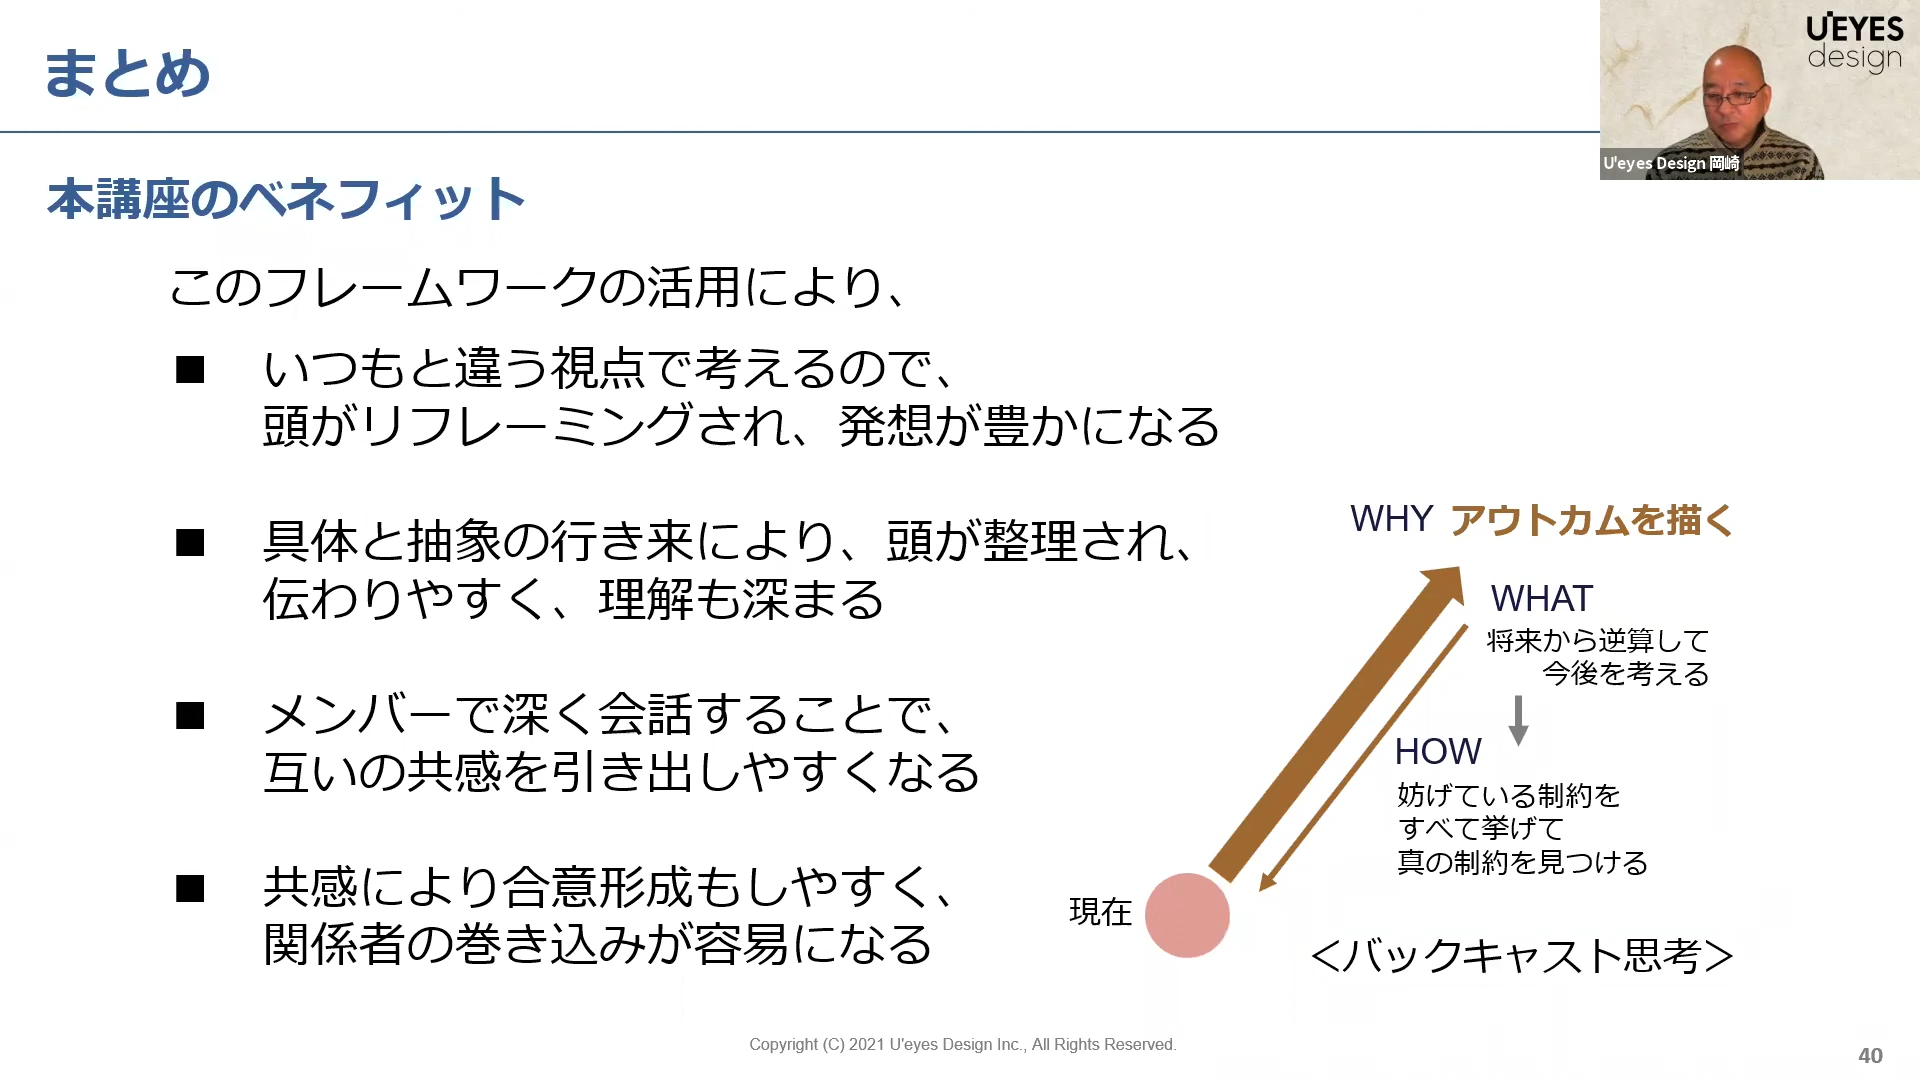 まとめ
U'EYES
design
U'eyes Design 岡崎
本講座のベネフィット
このフレームワークの活用により、
■ いつもと違う視点で考えるので、
頭がリフレーミングされ、発想が豊かになる
■ 具体と抽象の行き来により、頭が整理され、
伝わりやすく、理解も深まる
■ メンバーで深く会話することで、
互いの共感を引き出しやすくなる
■ 共感により合意形成もしやすく、
関係者の巻き込みが容易になる
WHY アウトカムを描く
WHAT
将来から逆算して
今後を考える
HOW
妨げている制約を
すべて挙げて
真の制約を見つける
現在
＜バックキャスト思考＞
Copyright (C) 2021 U'eyes Design Inc., All Rights Reserved.
40